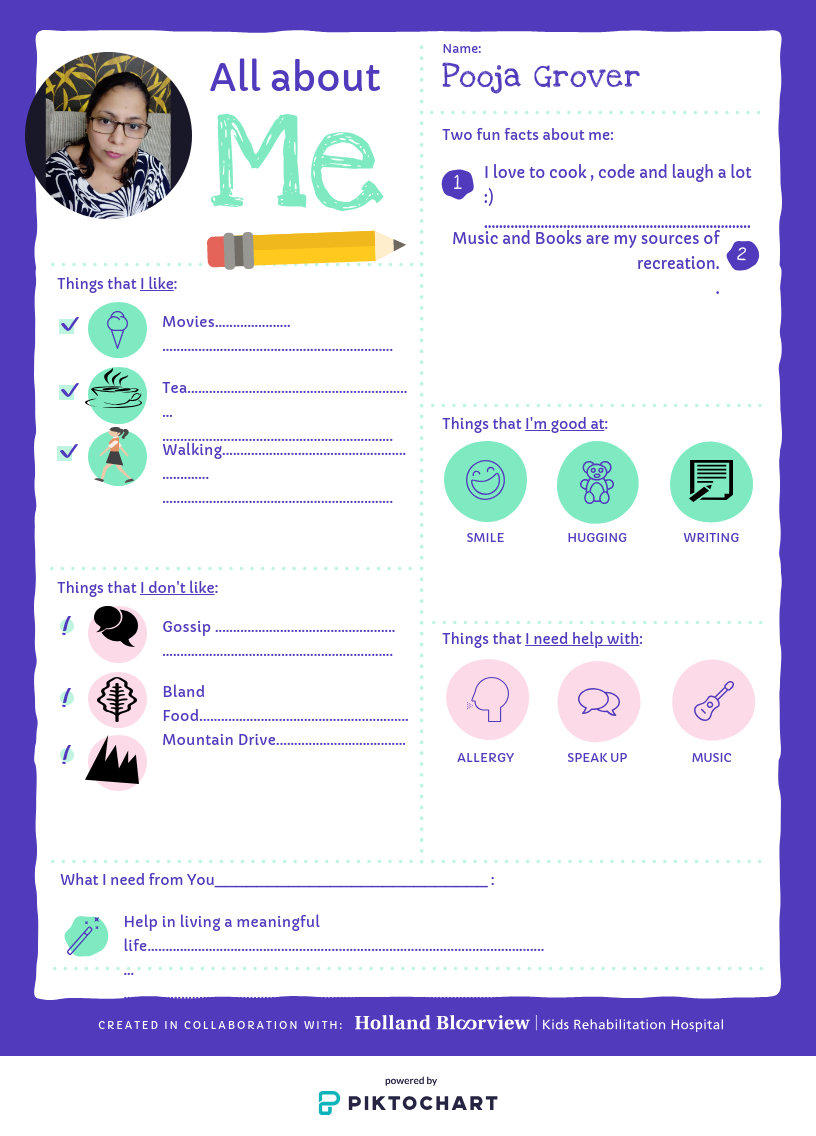 All about
Me
Name:
Pooja Grover
Two fun facts about me:
1
I love to cook , code and laugh a lot
:)
...........................................................................
Music and Books are my sources of
recreation.
.
2
Things that I like:
Movies.....................
................................................................
Tea.............................................................
...
................................................................
Walking...................................................
.............
................................................................
Things that I'm good at:
SMILE
HUGGING
WRITING
Things that I don't like:
Gossip ..................................................
................................................................
Bland
Food..........................................................
Mountain Drive....................................
Things that I need help with:
ALLERGY
SPEAK UP
MUSIC
What I need from You__________________________________ :
Help in living a meaningful
life..............................................................................................................
...
CREATED IN COLLABORATION WITH: Holland Bloorview | Kids Rehabilitation Hospital
powered by
PIKTOCHART